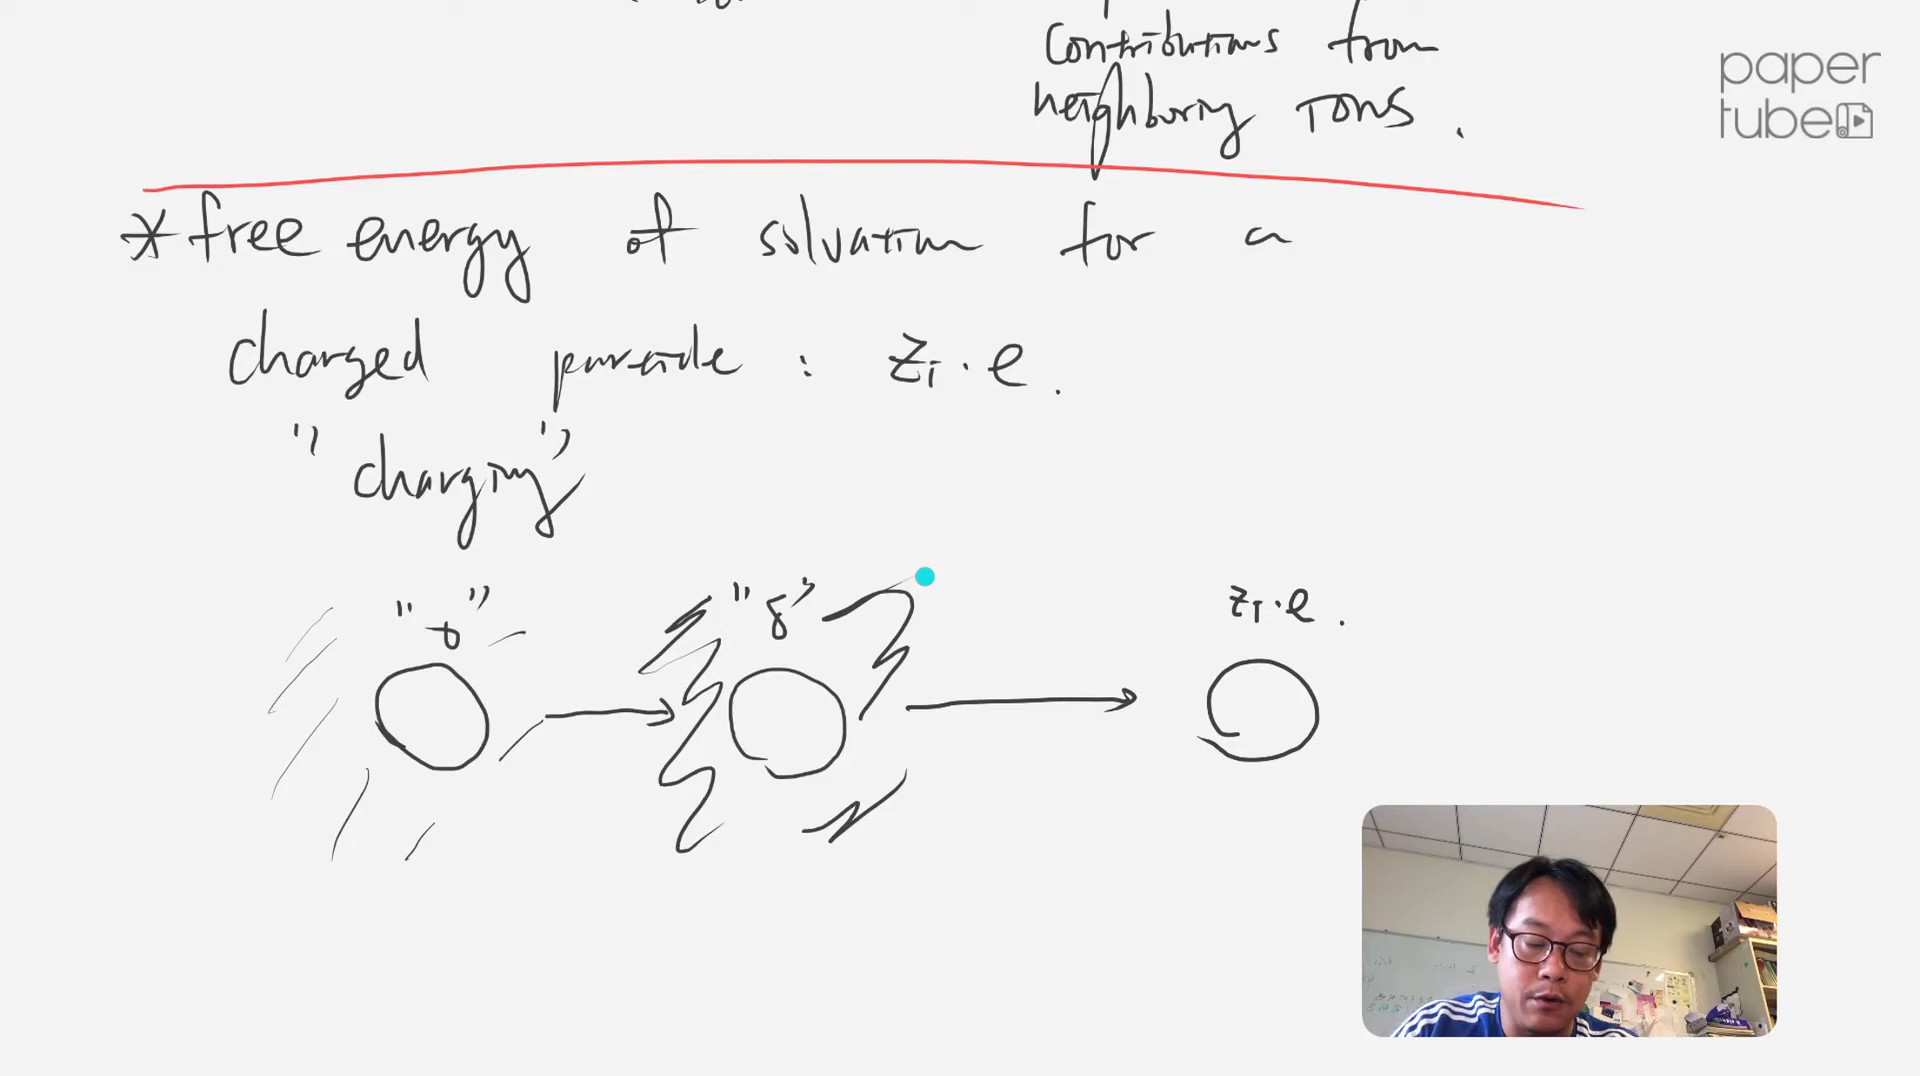 contributions from
neighboring ions.
paper
tube
* free energy of solvation for a
charged particle : zi · e.
"charging"
"0" "δ" zi · e.